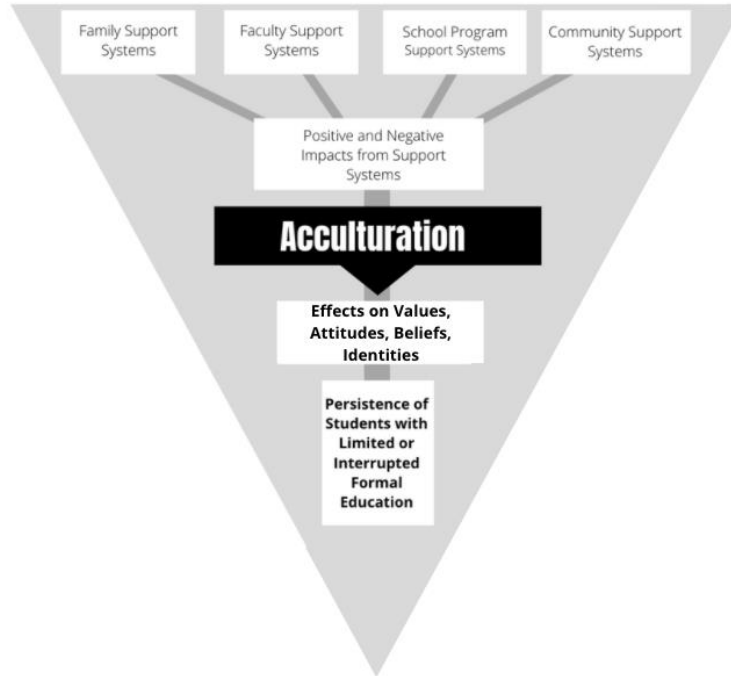 Family Support
Systems
Faculty Support
Systems
School Program
Support Systems
Community Support
Systems
Positive and Negative
Impacts from Support
Systems
Acculturation
Effects on Values,
Attitudes, Beliefs,
Identities
Persistence of
Students with
Limited or
Interrupted
Formal
Education